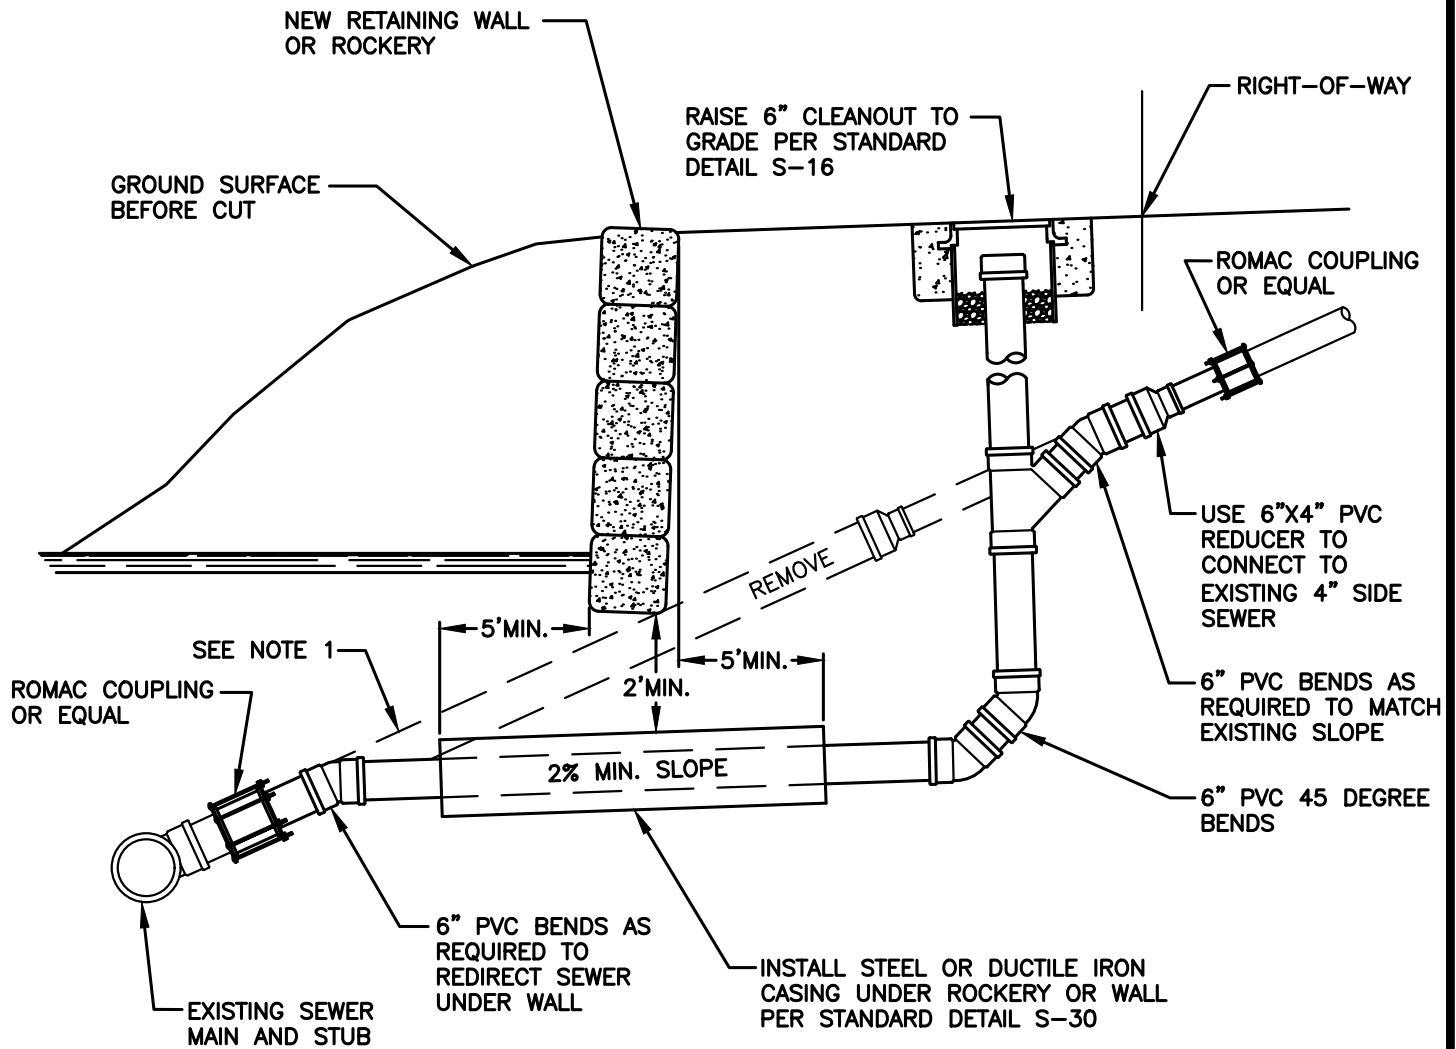 NEW RETAINING WALL
OR ROCKERY
RIGHT-OF-WAY
RAISE 6" CLEANOUT TO
GRADE PER STANDARD
DETAIL S-16
GROUND SURFACE
BEFORE CUT
ROMAC COUPLING
OR EQUAL
USE 6"X4" PVC
REDUCER TO
CONNECT TO
EXISTING 4" SIDE
SEWER
REMOVE
5'MIN.
SEE NOTE 1
5'MIN.
2'MIN.
ROMAC COUPLING
OR EQUAL
6" PVC BENDS AS
REQUIRED TO MATCH
EXISTING SLOPE
2% MIN. SLOPE
6" PVC 45 DEGREE
BENDS
6" PVC BENDS AS
REQUIRED TO
REDIRECT SEWER
UNDER WALL
INSTALL STEEL OR DUCTILE IRON
CASING UNDER ROCKERY OR WALL
PER STANDARD DETAIL S-30
EXISTING SEWER
MAIN AND STUB